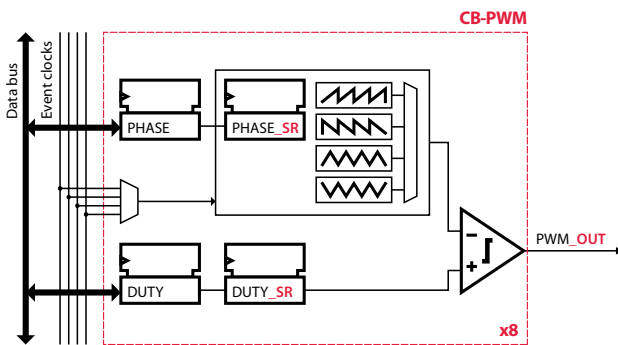 CB-PWM
Data bus
Event clocks
PHASE
PHASE_SR
DUTY
DUTY_SR
PWM_OUT
x8